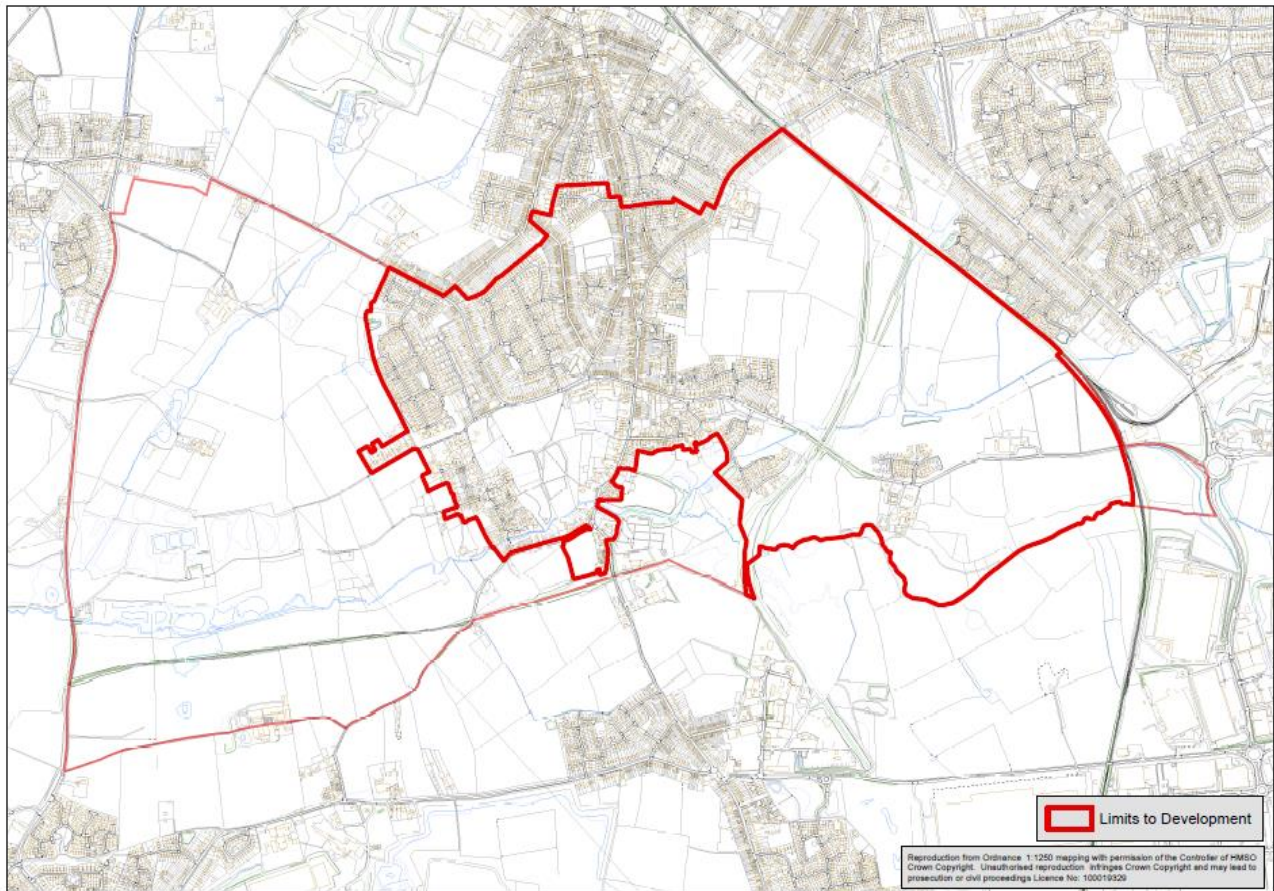 Limits to Development
Reproduction from Ordnance 1:1250 mapping with permission of the Controller of HMSO
Crown Copyright. Unauthorised reproduction infringes Crown Copyright and may lead to
prosecution or civil proceedings Licence No: 100019329